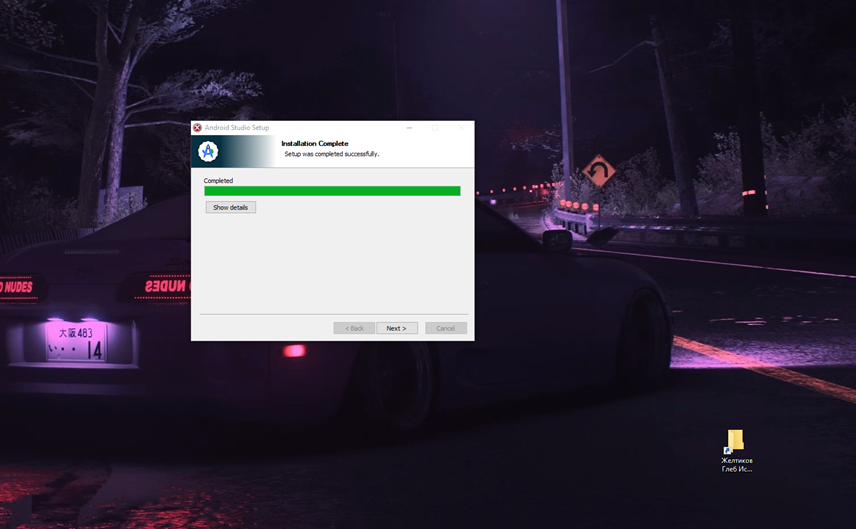 Android Studio Setup
Installation Complete
Setup was completed successfully.
Completed
Show details
< Back
Next >
Cancel
NUDES
NUDES
大阪 483
14
Желтиков
Глеб Ис...